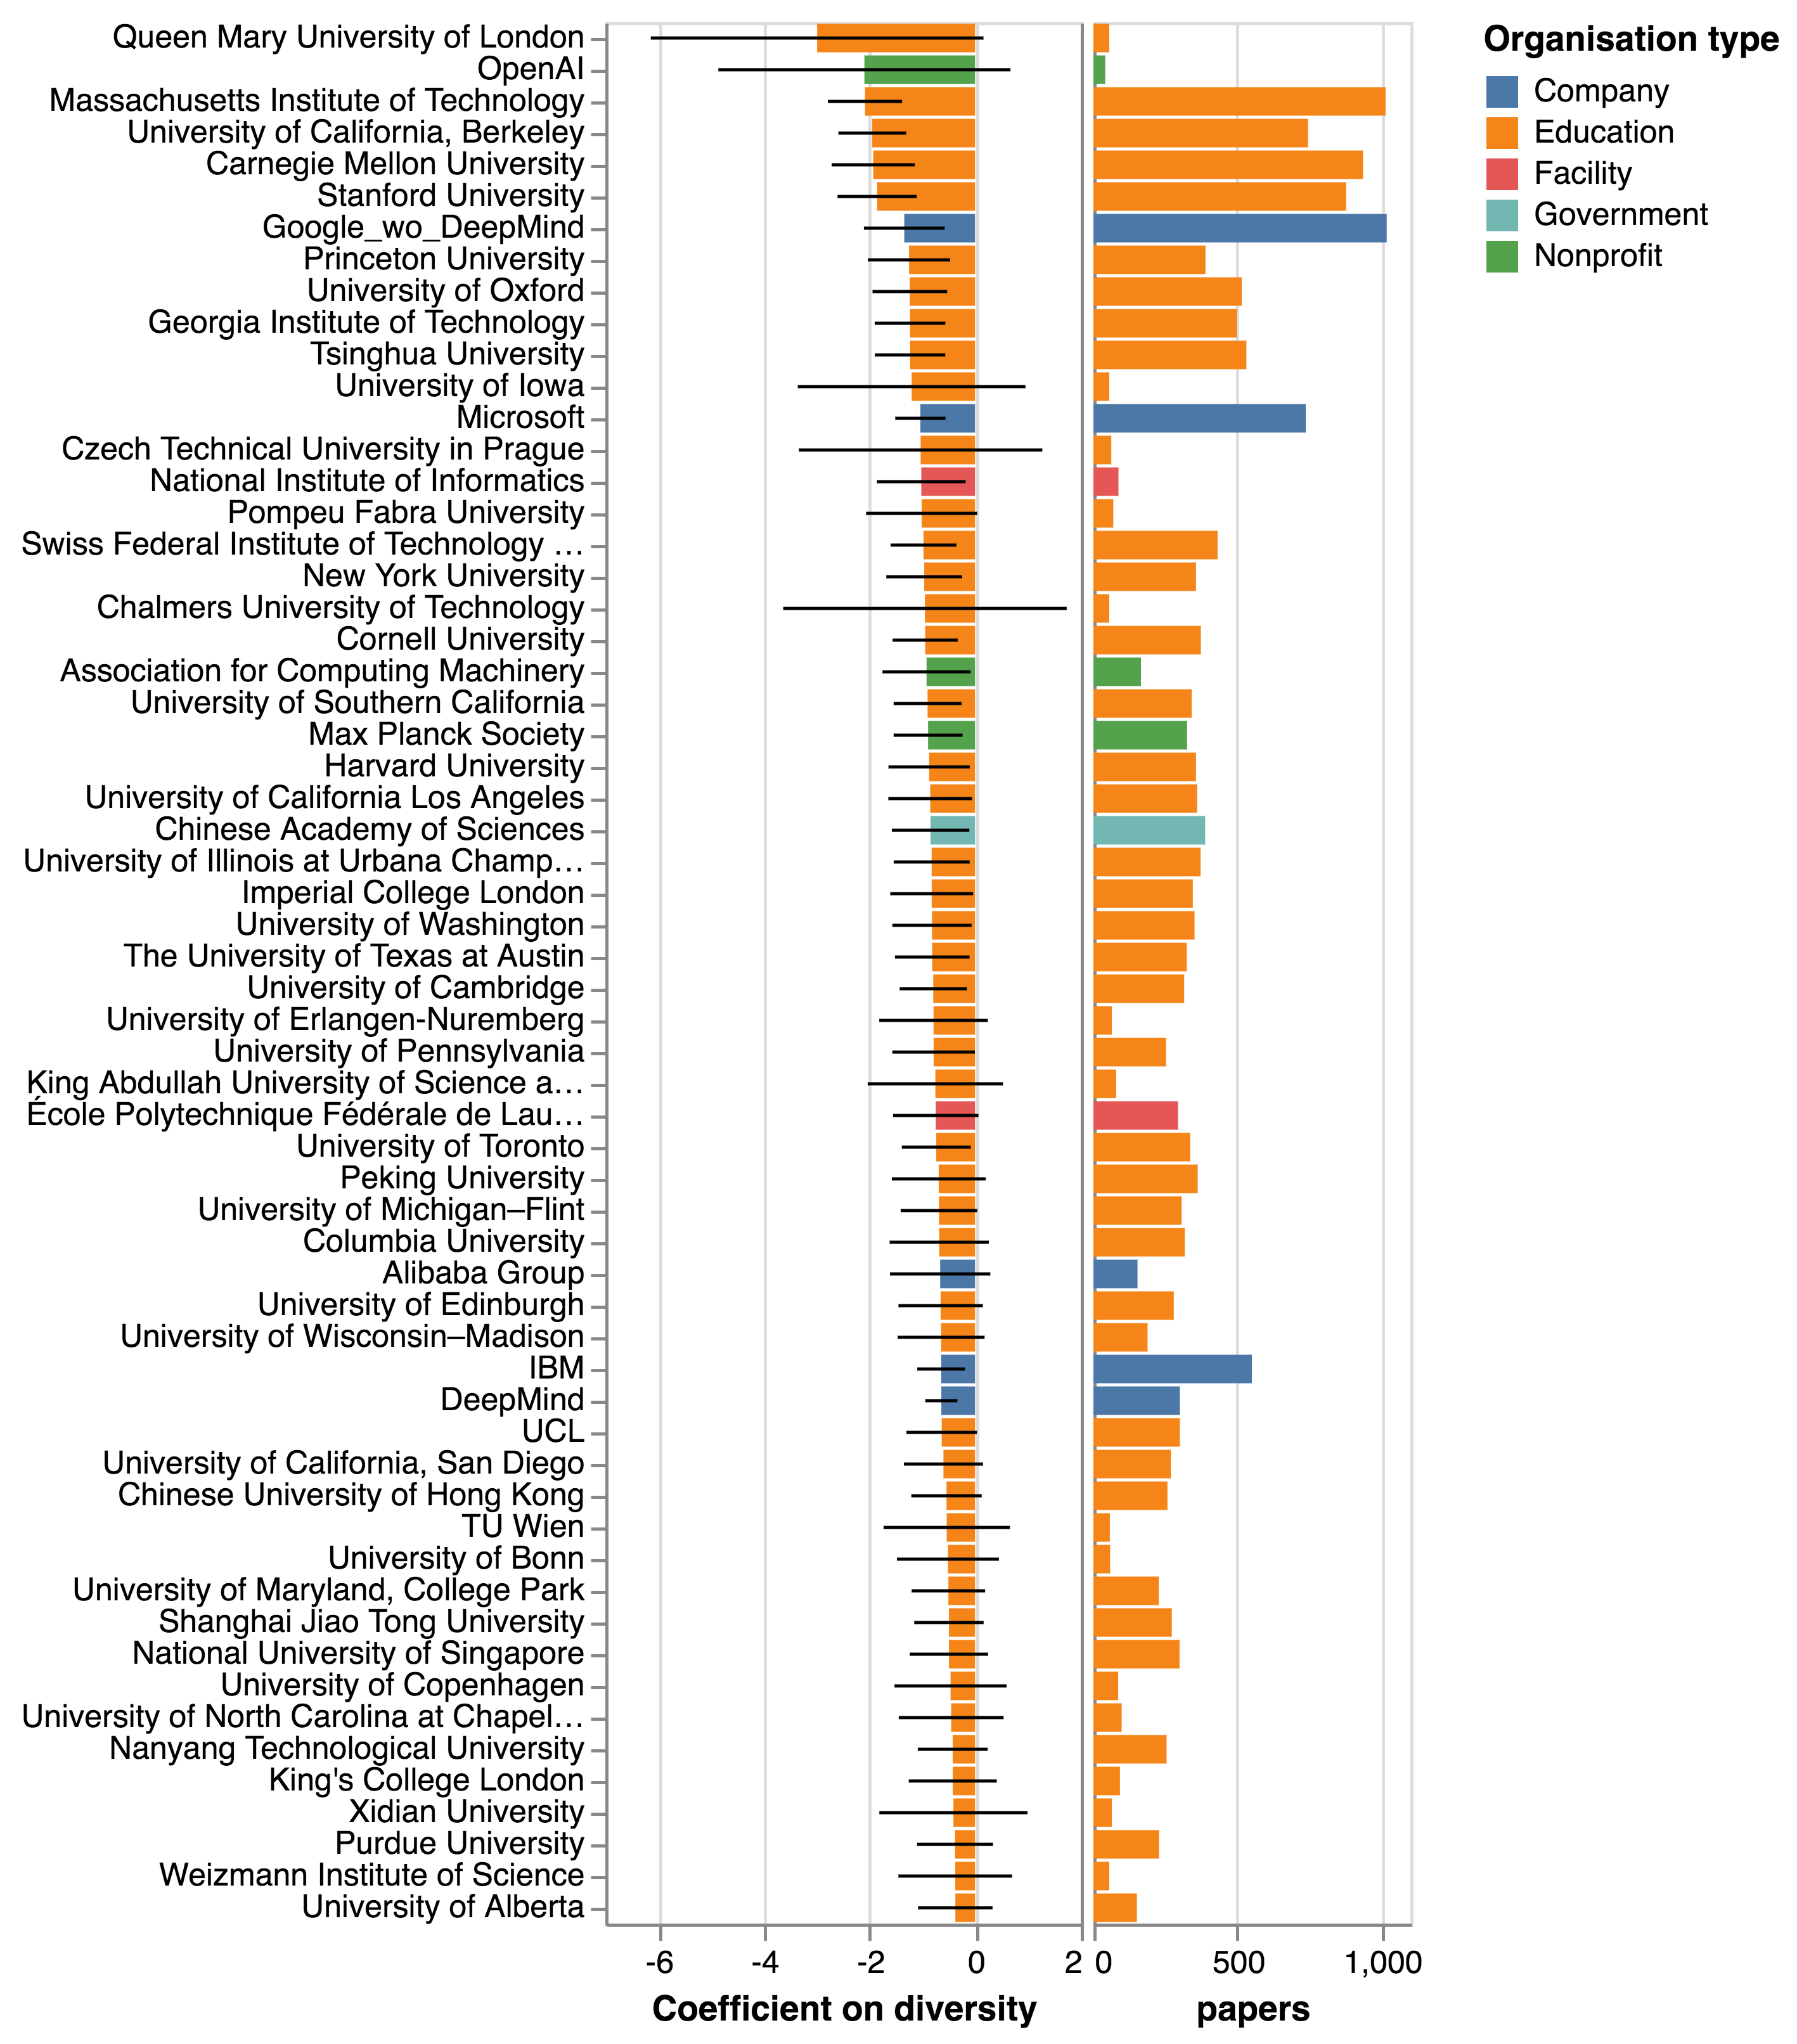 Queen Mary University of London
OpenAI
Massachusetts Institute of Technology
University of California, Berkeley
Carnegie Mellon University
Stanford University
Google_wo_DeepMind
Princeton University
University of Oxford
Georgia Institute of Technology
Tsinghua University
University of Iowa
Microsoft
Czech Technical University in Prague
National Institute of Informatics
Pompeu Fabra University
Swiss Federal Institute of Technology …
New York University
Chalmers University of Technology
Cornell University
Association for Computing Machinery
University of Southern California
Max Planck Society
Harvard University
University of California Los Angeles
Chinese Academy of Sciences
University of Illinois at Urbana Champ…
Imperial College London
University of Washington
The University of Texas at Austin
University of Cambridge
University of Erlangen-Nuremberg
University of Pennsylvania
King Abdullah University of Science a…
École Polytechnique Fédérale de Lau…
University of Toronto
Peking University
University of Michigan–Flint
Columbia University
Alibaba Group
University of Edinburgh
University of Wisconsin–Madison
IBM
DeepMind
UCL
University of California, San Diego
Chinese University of Hong Kong
TU Wien
University of Bonn
University of Maryland, College Park
Shanghai Jiao Tong University
National University of Singapore
University of Copenhagen
University of North Carolina at Chapel…
Nanyang Technological University
King's College London
Xidian University
Purdue University
Weizmann Institute of Science
University of Alberta
-6 -4 -2 0 2
Coefficient on diversity
0 500 1,000
papers
Organisation type
Company
Education
Facility
Government
Nonprofit